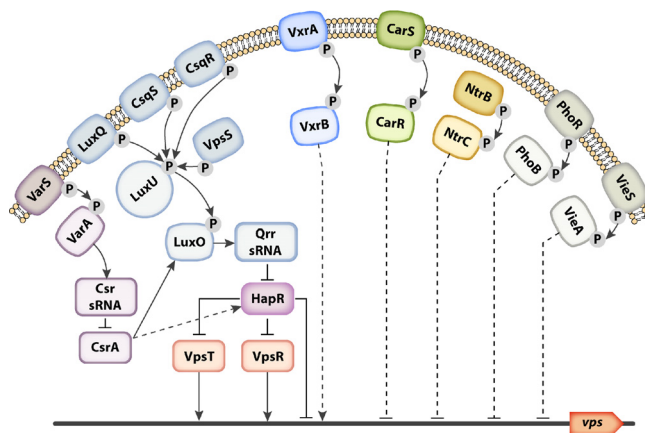 VxrA
CarS
P
P
CsqR
P
CsqS
P
LuxQ
P
VpsS
P
P
LuxU
VarS
P
P
VarA
P
VxrB
P
CarR
NtrB
P
NtrC
P
PhoR
P
PhoB
P
VieS
P
VieA
P
P
LuxO
Qrr
sRNA
Csr
sRNA
HapR
CsrA
VpsT
VpsR
vps